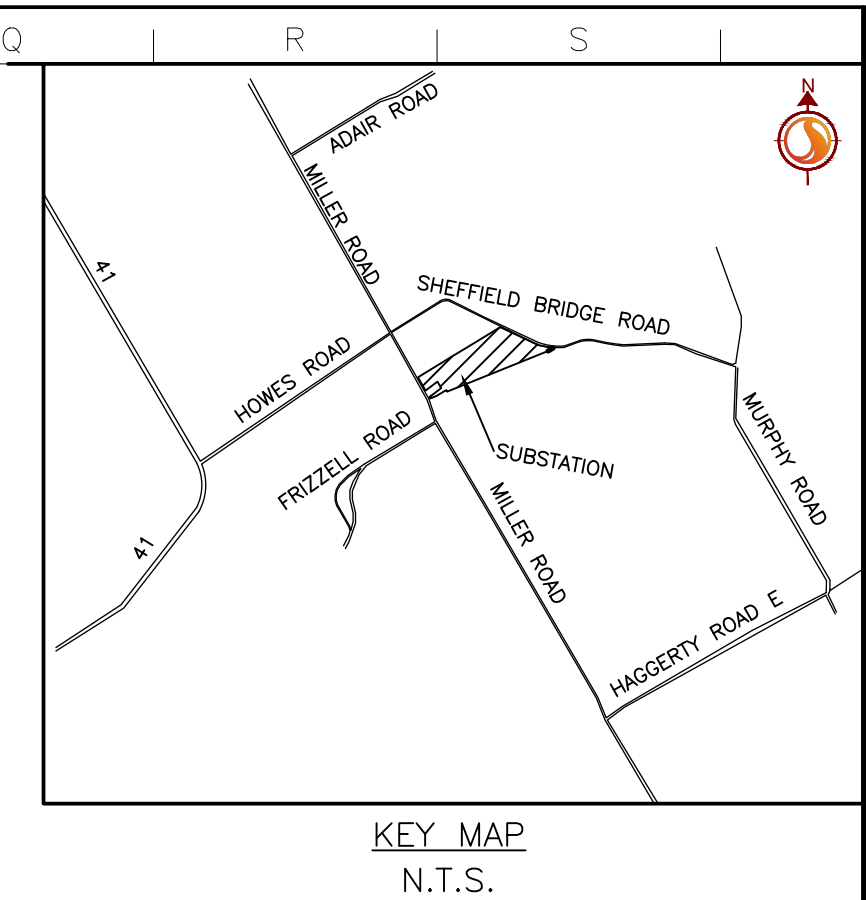 Q R S
N
ADAIR ROAD
MILLER ROAD
41
SHEFFIELD BRIDGE ROAD
HOWES ROAD
FRIZZELL ROAD
SUBSTATION
MURPHY ROAD
MILLER ROAD
41
HAGGERTY ROAD E
KEY MAP
N.T.S.